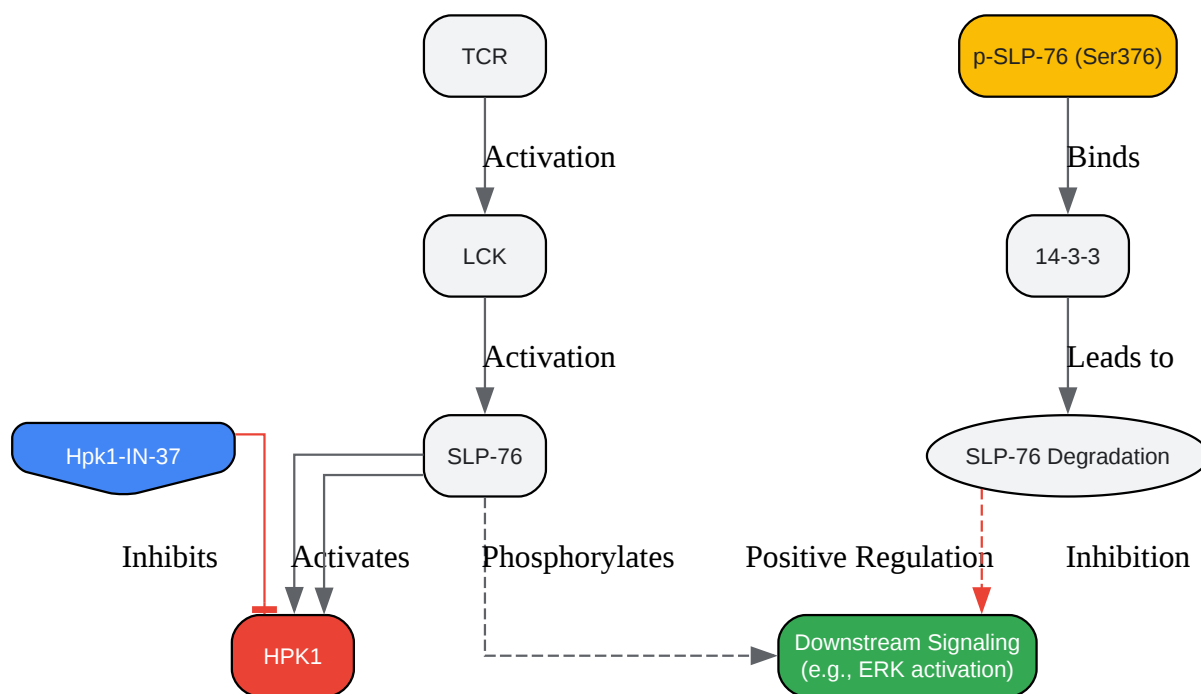 TCR
p-SLP-76 (Ser376)
Activation
Binds
LCK
14-3-3
Activation
Leads to
Hpk1-IN-37
SLP-76
SLP-76 Degradation
Inhibits
Activates
Phosphorylates
Positive Regulation
Inhibition
HPK1
Downstream Signaling
(e.g., ERK activation)